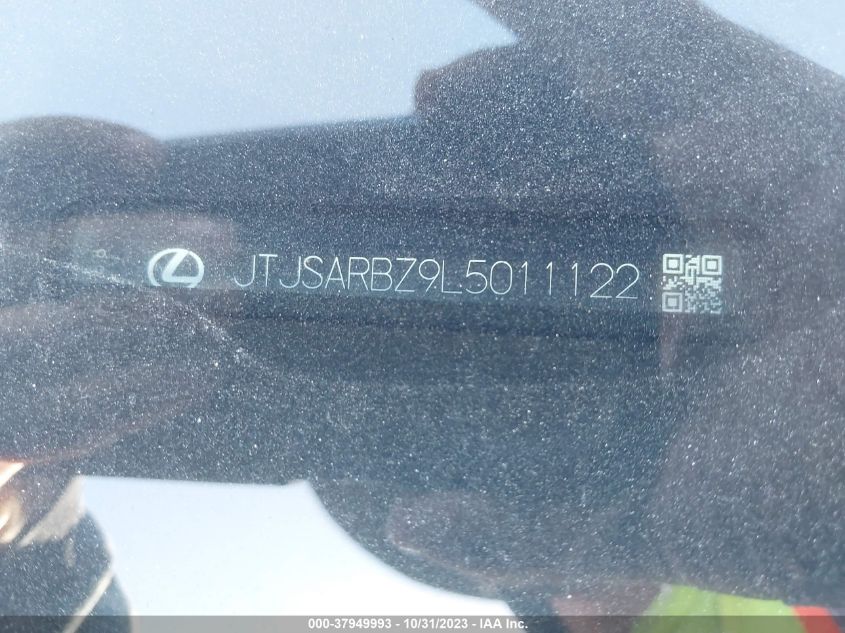 JTJSARBZ9L5011122
000-37949993 - 10/31/2023 - IAA Inc.